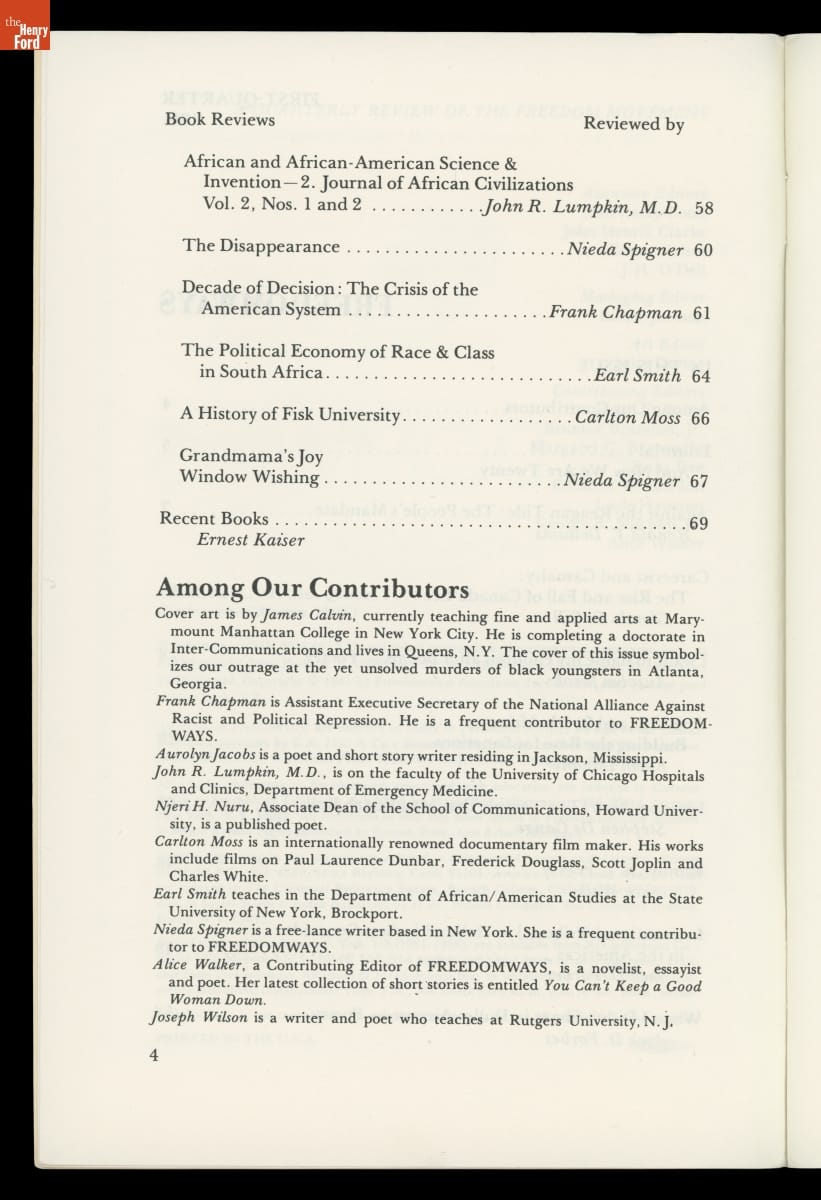 the
Henry
Ford
Book Reviews Reviewed by
African and African-American Science &
Invention—2. Journal of African Civilizations
Vol. 2, Nos. 1 and 2 ............John R. Lumpkin, M.D. 58
The Disappearance .......................Nieda Spigner 60
Decade of Decision: The Crisis of the
American System .....................Frank Chapman 61
The Political Economy of Race & Class
in South Africa............................Earl Smith 64
A History of Fisk University..................Carlton Moss 66
Grandmama's Joy
Window Wishing .........................Nieda Spigner 67
Recent Books ...........................................69
Ernest Kaiser
Among Our Contributors
Cover art is by James Calvin, currently teaching fine and applied arts at Mary-
mount Manhattan College in New York City. He is completing a doctorate in
Inter-Communications and lives in Queens, N.Y. The cover of this issue symbol-
izes our outrage at the yet unsolved murders of black youngsters in Atlanta,
Georgia.
Frank Chapman is Assistant Executive Secretary of the National Alliance Against
Racist and Political Repression. He is a frequent contributor to FREEDOM-
WAYS.
Aurolyn Jacobs is a poet and short story writer residing in Jackson, Mississippi.
John R. Lumpkin, M.D., is on the faculty of the University of Chicago Hospitals
and Clinics, Department of Emergency Medicine.
Njeri H. Nuru, Associate Dean of the School of Communications, Howard Univer-
sity, is a published poet.
Carlton Moss is an internationally renowned documentary film maker. His works
include films on Paul Laurence Dunbar, Frederick Douglass, Scott Joplin and
Charles White.
Earl Smith teaches in the Department of African/American Studies at the State
University of New York, Brockport.
Nieda Spigner is a free-lance writer based in New York. She is a frequent contribu-
tor to FREEDOMWAYS.
Alice Walker, a Contributing Editor of FREEDOMWAYS, is a novelist, essayist
and poet. Her latest collection of short stories is entitled You Can't Keep a Good
Woman Down.
Joseph Wilson is a writer and poet who teaches at Rutgers University, N.J.
4